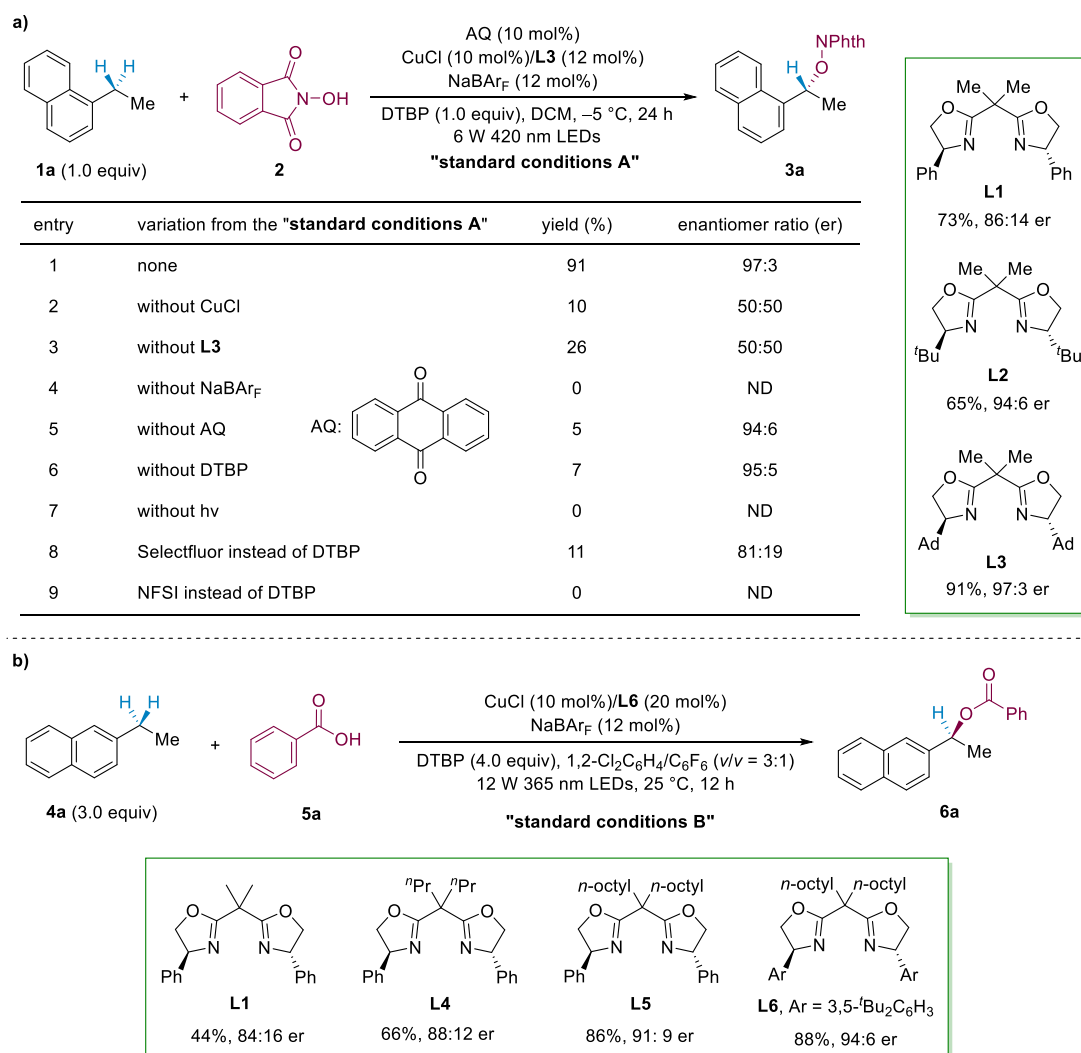 a)
AQ (10 mol%)
CuCl (10 mol%)/L3 (12 mol%)
NaBArF (12 mol%)
DTBP (1.0 equiv), DCM, –5 °C, 24 h
6 W 420 nm LEDs
"standard conditions A"
H H
Me
1a (1.0 equiv)
+
O
N–OH
O
2
NPhth
O
H
Me
3a
Me Me
O O
N N
Ph Ph
L1
73%, 86:14 er
Me Me
O O
N N
tBu tBu
L2
65%, 94:6 er
Me Me
O O
N N
Ad Ad
L3
91%, 97:3 er
entry variation from the "standard conditions A" yield (%) enantiomer ratio (er)
1 none 91 97:3
2 without CuCl 10 50:50
3 without L3 26 50:50
4 without NaBArF 0 ND
5 without AQ 5 94:6
6 without DTBP 7 95:5
7 without hv 0 ND
8 Selectfluor instead of DTBP 11 81:19
9 NFSI instead of DTBP 0 ND
AQ:
O
O
b)
H H
Me
4a (3.0 equiv)
+
O
OH
5a
CuCl (10 mol%)/L6 (20 mol%)
NaBArF (12 mol%)
DTBP (4.0 equiv), 1,2-Cl2C6H4/C6F6 (v/v = 3:1)
12 W 365 nm LEDs, 25 °C, 12 h
"standard conditions B"
O
H O Ph
Me
6a
O O
N N
Ph Ph
L1
44%, 84:16 er
nPr nPr
O O
N N
Ph Ph
L4
66%, 88:12 er
n-octyl n-octyl
O O
N N
Ph Ph
L5
86%, 91: 9 er
n-octyl n-octyl
O O
N N
Ar Ar
L6, Ar = 3,5-tBu2C6H3
88%, 94:6 er